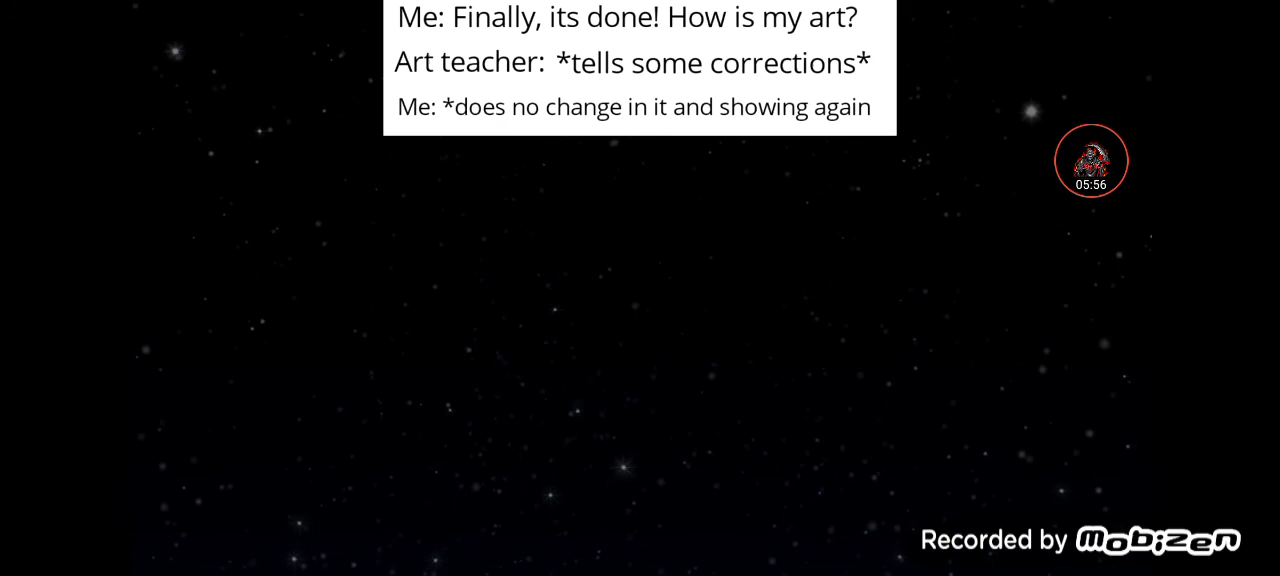 Me: Finally, its done! How is my art?
Art teacher: *tells some corrections*
Me: *does no change in it and showing again
05:56
Recorded by mobizen